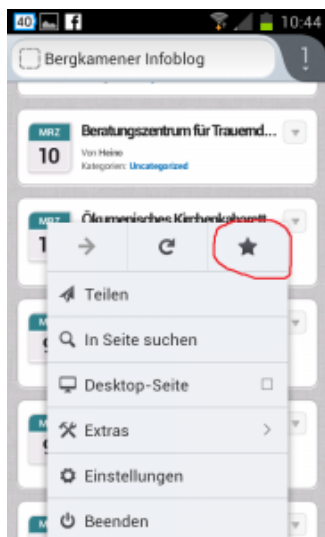 40 f 10:44
Bergkamener Infoblog
MRZ
10
Beratungszentrum für Trauernd...
Von Heino
Kategorien: Uncategorized
Ökumenisches Kirchenkabarett
Teilen
In Seite suchen
Desktop-Seite
Extras
Einstellungen
Beenden